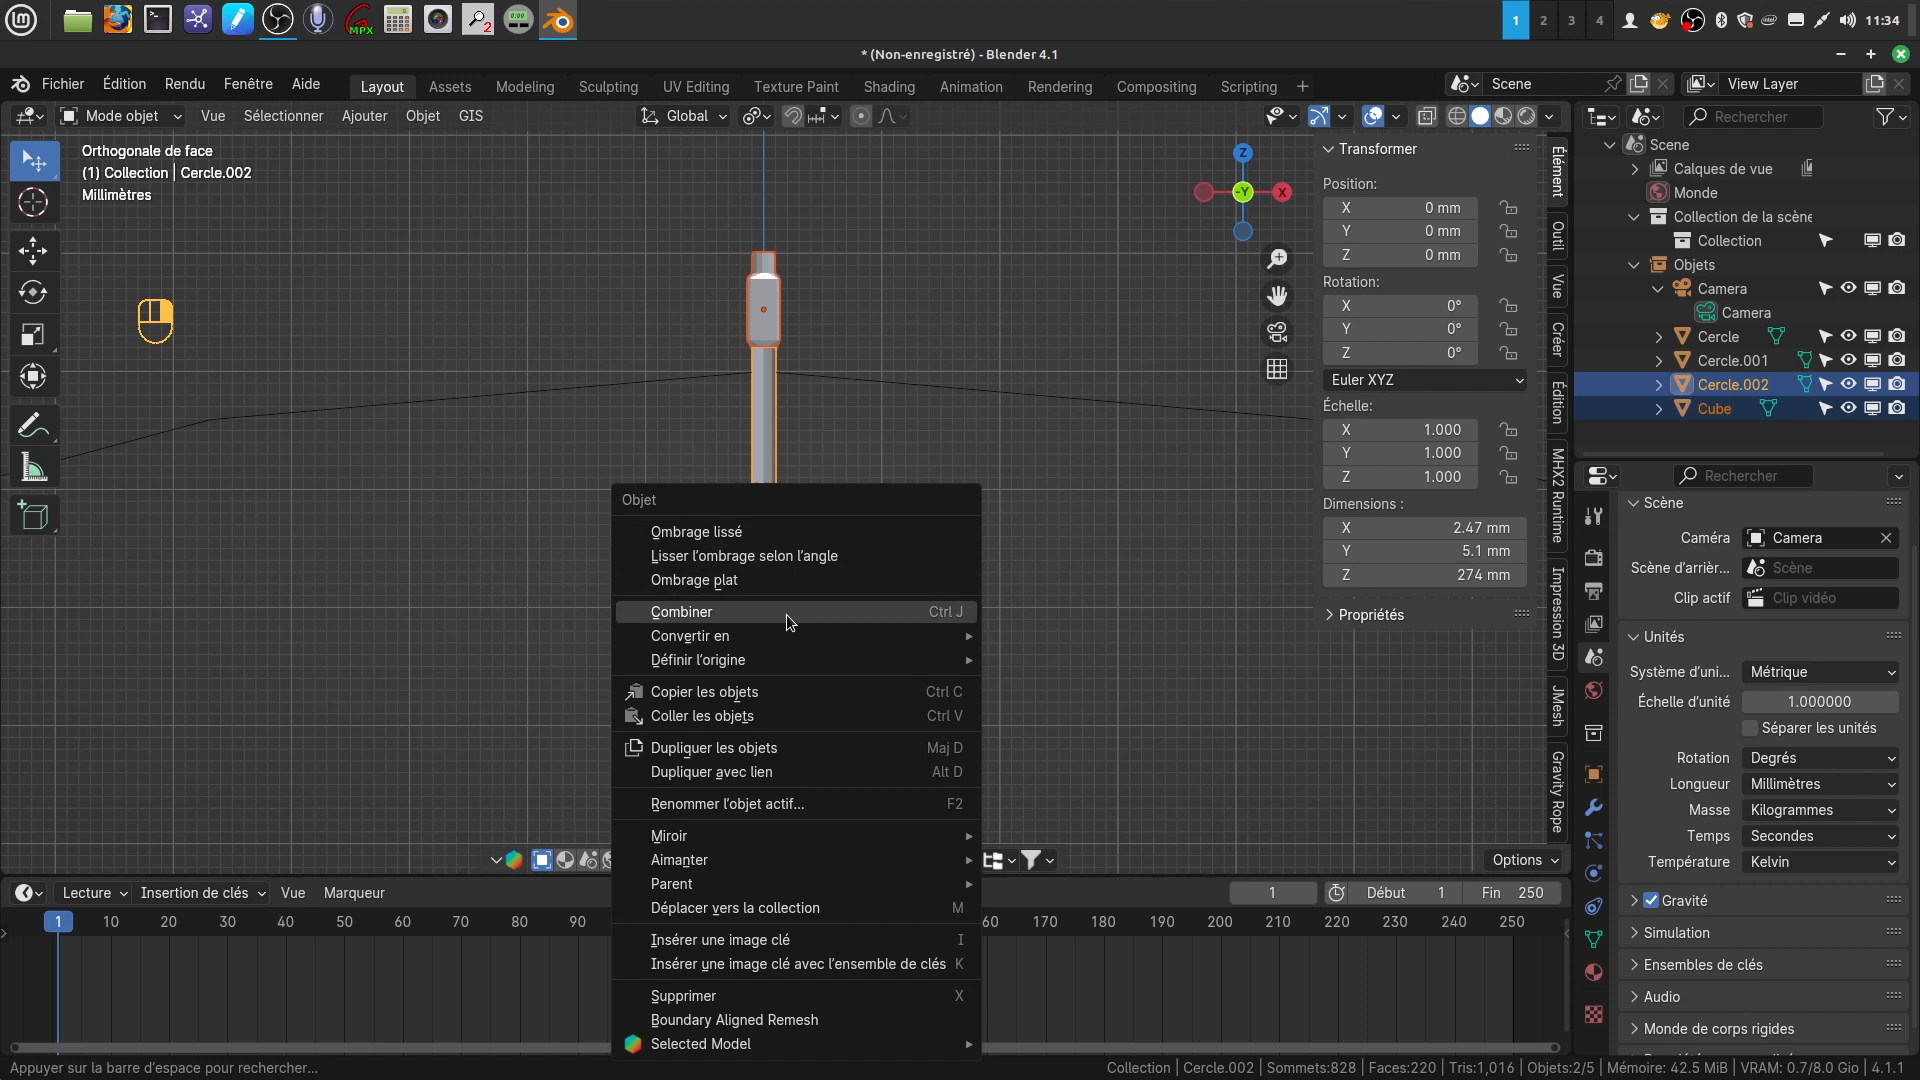 MPX
2
0:00
1
2
3
4
11:34
* (Non-enregistré) - Blender 4.1
Fichier
Édition
Rendu
Fenêtre
Aide
Layout
Assets
Modeling
Sculpting
UV Editing
Texture Paint
Shading
Animation
Rendering
Compositing
Scripting
+
Scene
View Layer
Mode objet
Vue
Sélectionner
Ajouter
Objet
GIS
Global
Rechercher
Orthogonale de face
(1) Collection | Cercle.002
Millimètres
Z
-Y
X
Transformer
Position:
X 0 mm
Y 0 mm
Z 0 mm
Rotation:
X 0°
Y 0°
Z 0°
Euler XYZ
Échelle:
X 1.000
Y 1.000
Z 1.000
Dimensions :
X 2.47 mm
Y 5.1 mm
Z 274 mm
Propriétés
Élément
Outil
Vue
Créer
Édition
MHX2 Runtime
Impression 3D
JMesh
Gravity Rope
Scene
Calques de vue
Monde
Collection de la scène
Collection
Objets
Camera
Camera
Cercle
Cercle.001
Cercle.002
Cube
Rechercher
Scène
Caméra Camera
Scène d'arrièr... Scène
Clip actif Clip vidéo
Unités
Système d'uni... Métrique
Échelle d'unité 1.000000
Séparer les unités
Rotation Degrés
Longueur Millimètres
Masse Kilogrammes
Temps Secondes
Température Kelvin
Gravité
Simulation
Ensembles de clés
Audio
Monde de corps rigides
Objet
Ombrage lissé
Lisser l'ombrage selon l'angle
Ombrage plat
Combiner Ctrl J
Convertir en
Définir l'origine
Copier les objets Ctrl C
Coller les objets Ctrl V
Dupliquer les objets Maj D
Dupliquer avec lien Alt D
Renommer l'objet actif... F2
Miroir
Aimanter
Parent
Déplacer vers la collection M
Insérer une image clé I
Insérer une image clé avec l'ensemble de clés K
Supprimer X
Boundary Aligned Remesh
Selected Model
Options
Lecture
Insertion de clés
Vue
Marqueur
1
Début 1
Fin 250
1 10 20 30 40 50 60 70 80 90 60 170 180 190 200 210 220 230 240 250
Appuyer sur la barre d'espace pour rechercher...
Collection | Cercle.002 | Sommets:828 | Faces:220 | Tris:1,016 | Objets:2/5 | Mémoire: 42.5 MiB | VRAM: 0.7/8.0 Gio | 4.1.1